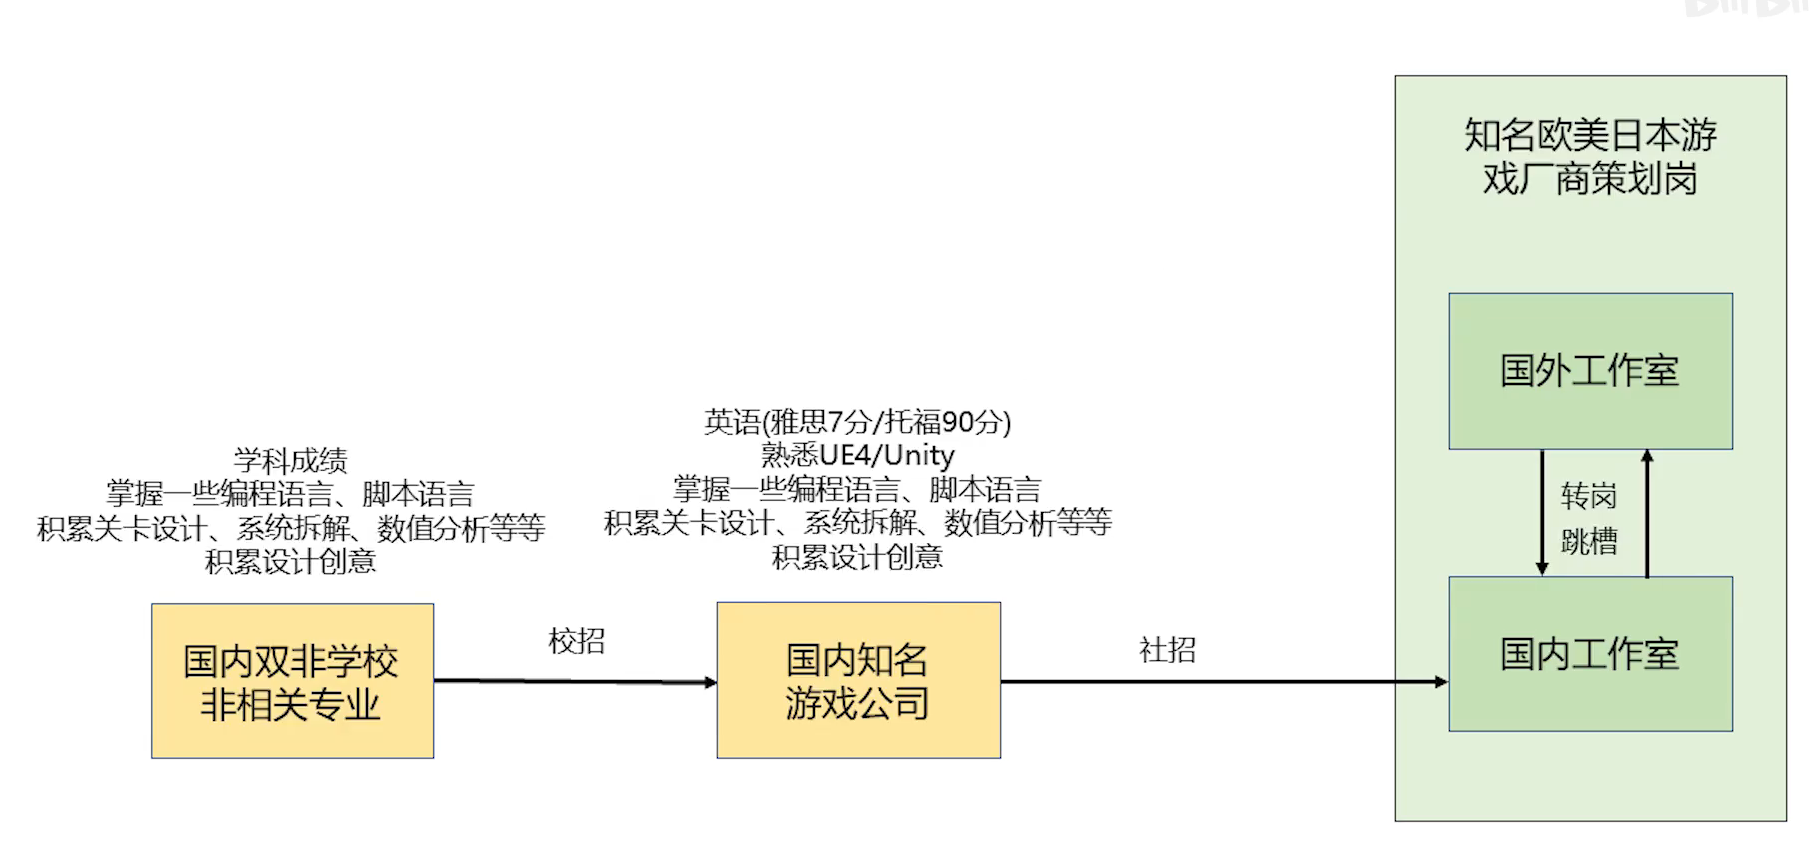 知名欧美日本游
戏厂商策划岗
国外工作室
转岗
跳槽
国内工作室
学科成绩
掌握一些编程语言、脚本语言
积累关卡设计、系统拆解、数值分析等等
积累设计创意
国内双非学校
非相关专业
校招
英语(雅思7分/托福90分)
熟悉UE4/Unity
掌握一些编程语言、脚本语言
积累关卡设计、系统拆解、数值分析等等
积累设计创意
国内知名
游戏公司
社招